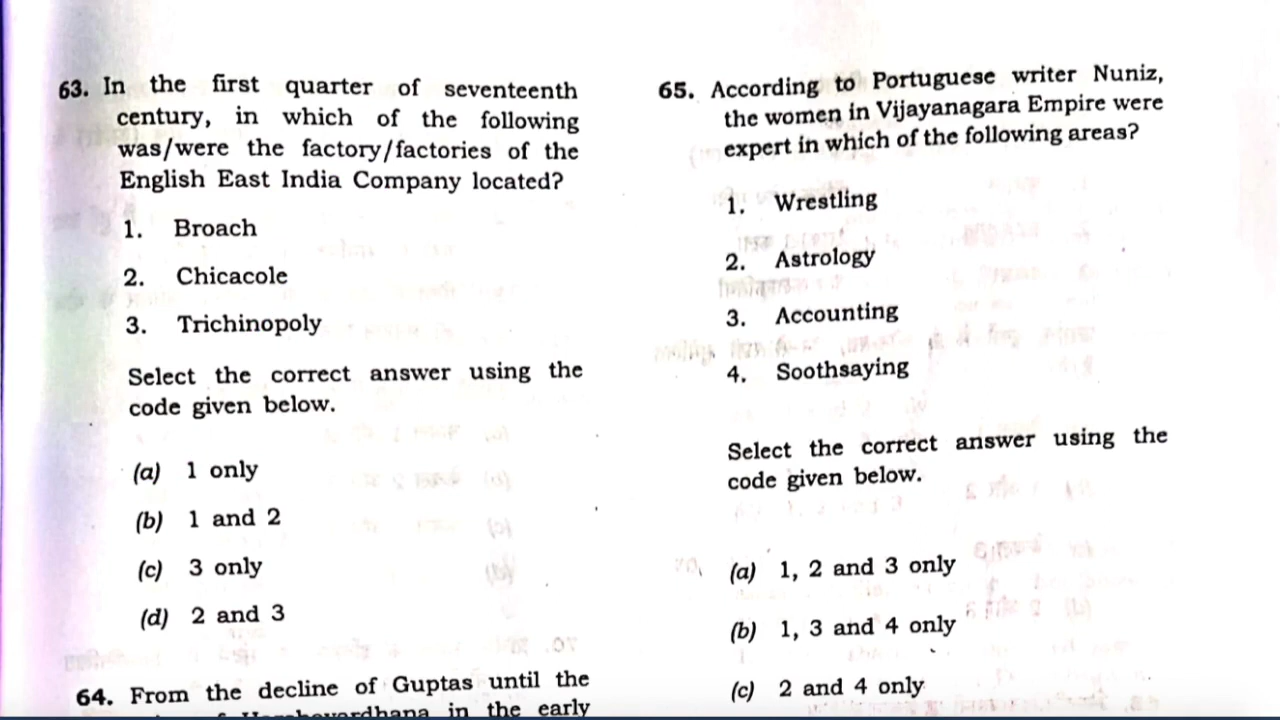 63. In the first quarter of seventeenth
century, in which of the following
was/were the factory/factories of the
English East India Company located?
1. Broach
2. Chicacole
3. Trichinopoly
Select the correct answer using the
code given below.
(a) 1 only
(b) 1 and 2
(c) 3 only
(d) 2 and 3
64. From the decline of Guptas until the
in the early
65. According to Portuguese writer Nuniz,
the women in Vijayanagara Empire were
expert in which of the following areas?
1. Wrestling
2. Astrology
3. Accounting
4. Soothsaying
Select the correct answer using the
code given below.
(a) 1, 2 and 3 only
(b) 1, 3 and 4 only
(c) 2 and 4 only